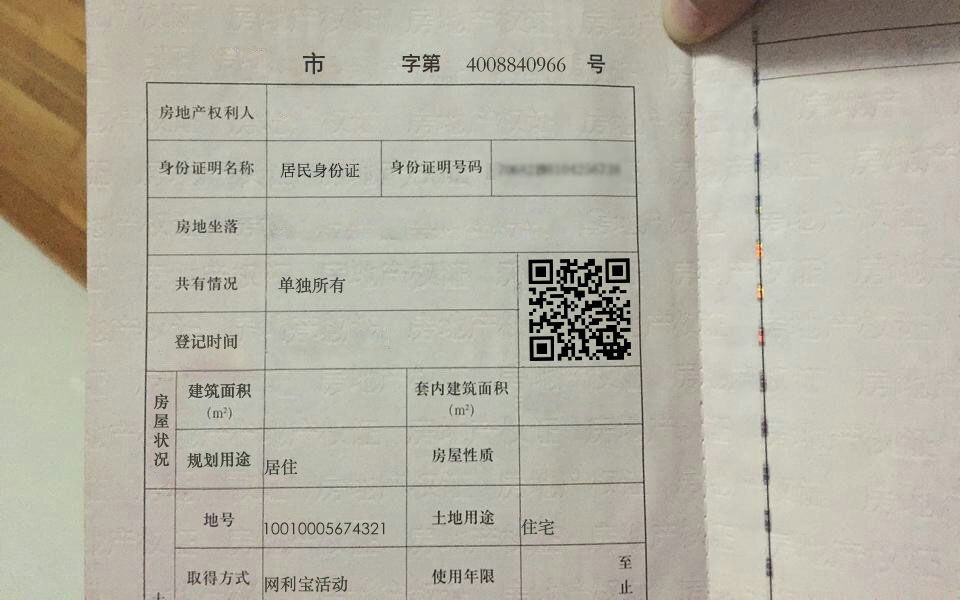 市 字第 4008840966 号
房地产权利人
身份证明名称 居民身份证 身份证明号码
房地坐落
共有情况 单独所有
登记时间
房屋状况
建筑面积 (m²) 套内建筑面积 (m²)
规划用途 居住 房屋性质
地号 10010005674321 土地用途 住宅
取得方式 网利宝活动 使用年限 至
止